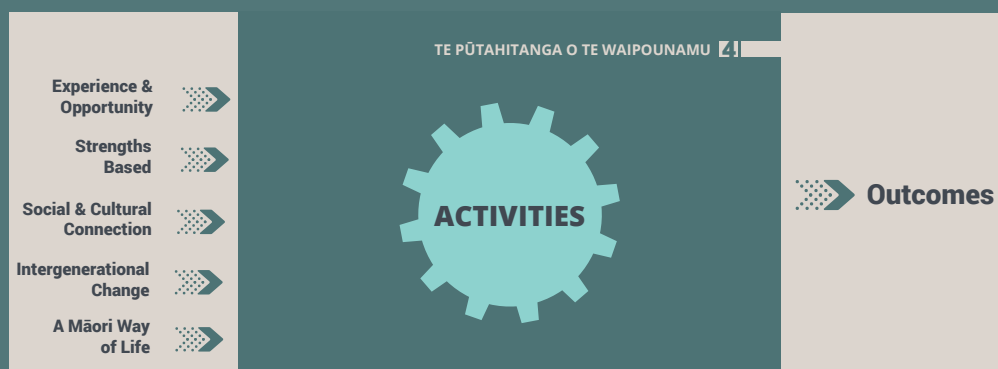 TE PŪTAHITANGA O TE WAIPOUNAMU 4
Experience &
Opportunity
Strengths
Based
Social & Cultural
Connection
Intergenerational
Change
A Māori Way
of Life
ACTIVITIES
Outcomes